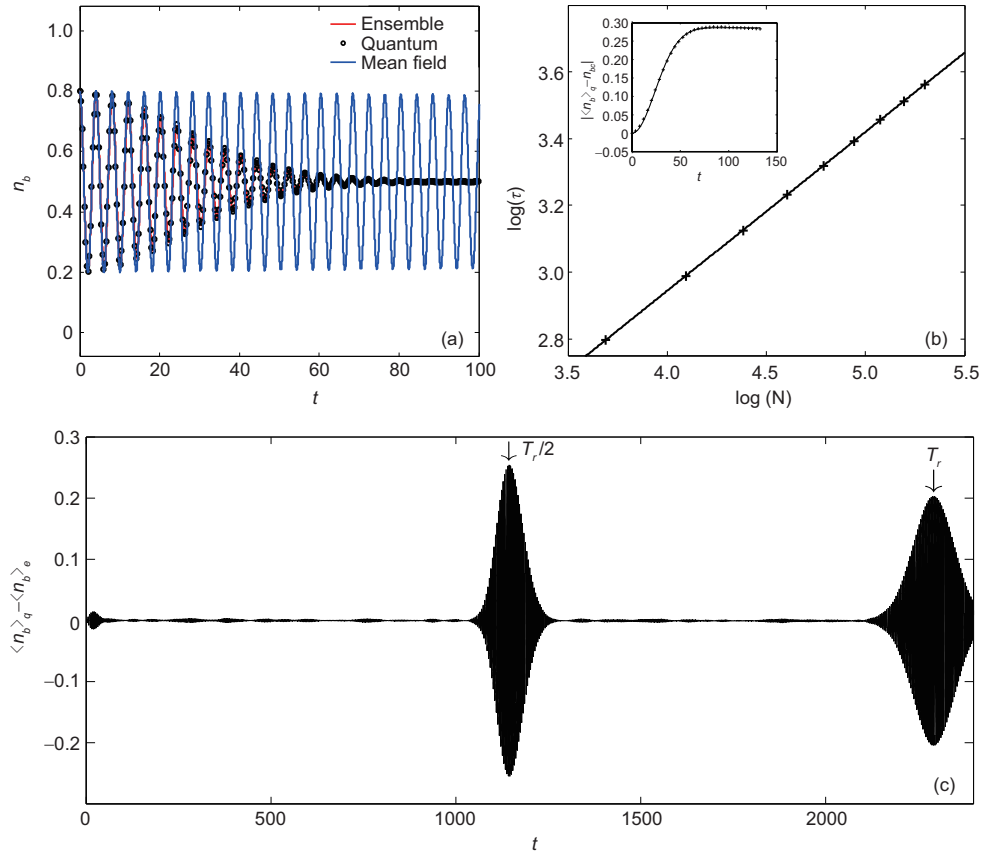 Ensemble
Quantum
Mean field
0.8
0.6
0.4
0.2
0
n_b
0 20 40 60 80 100
t
(a)
3.6
3.2
3.0
2.8
log(τ)
3.5 4.0 4.5 5.0 5.5
log (N)
(b)
0.30
0.25
0.20
0.15
0.10
0.05
0
−0.05
|⟨n_b⟩_q−n_bc|
0 50 100 150
t
0.3
0.2
0.1
0
−0.1
−0.2
⟨n_b⟩_q−⟨n_b⟩_e
T_r/2
T_r
0 500 1000 1500 2000
t
(c)